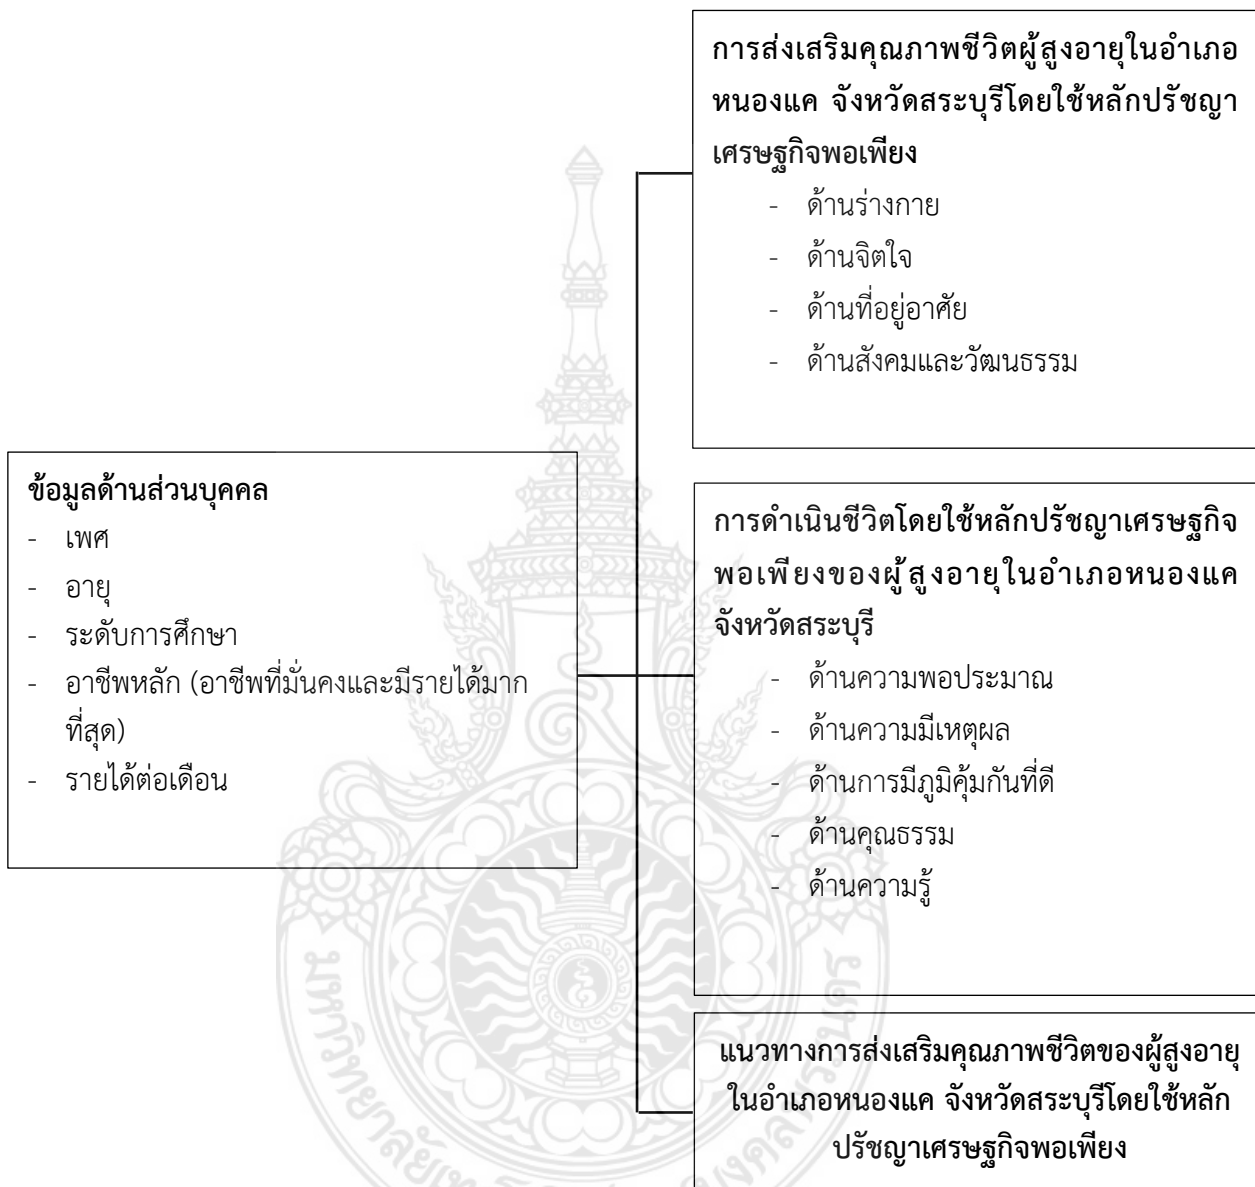 การส่งเสริมคุณภาพชีวิตผู้สูงอายุในอำเภอ
หนองแค จังหวัดสระบุรีโดยใช้หลักปรัชญา
เศรษฐกิจพอเพียง
- ด้านร่างกาย
- ด้านจิตใจ
- ด้านที่อยู่อาศัย
- ด้านสังคมและวัฒนธรรม
ข้อมูลด้านส่วนบุคคล
- เพศ
- อายุ
- ระดับการศึกษา
- อาชีพหลัก (อาชีพที่มั่นคงและมีรายได้มาก
ที่สุด)
- รายได้ต่อเดือน
การดำเนินชีวิตโดยใช้หลักปรัชญาเศรษฐกิจ
พอเพียงของผู้สูงอายุในอำเภอหนองแค
จังหวัดสระบุรี
- ด้านความพอประมาณ
- ด้านความมีเหตุผล
- ด้านการมีภูมิคุ้มกันที่ดี
- ด้านคุณธรรม
- ด้านความรู้
แนวทางการส่งเสริมคุณภาพชีวิตของผู้สูงอายุ
ในอำเภอหนองแค จังหวัดสระบุรีโดยใช้หลัก
ปรัชญาเศรษฐกิจพอเพียง